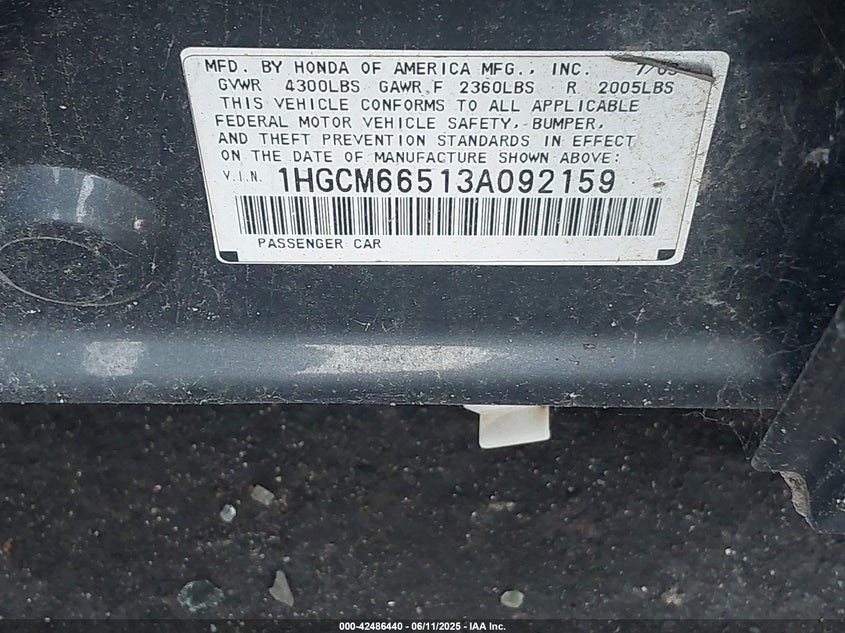 MFD. BY HONDA OF AMERICA MFG., INC. 7/03
GVWR 4300LBS GAWR F 2360LBS R 2005LBS
THIS VEHICLE CONFORMS TO ALL APPLICABLE
FEDERAL MOTOR VEHICLE SAFETY, BUMPER,
AND THEFT PREVENTION STANDARDS IN EFFECT
ON THE DATE OF MANUFACTURE SHOWN ABOVE:
V.I.N. 1HGCM66513A092159
PASSENGER CAR
000-42486440 - 06/11/2025 - IAA Inc.